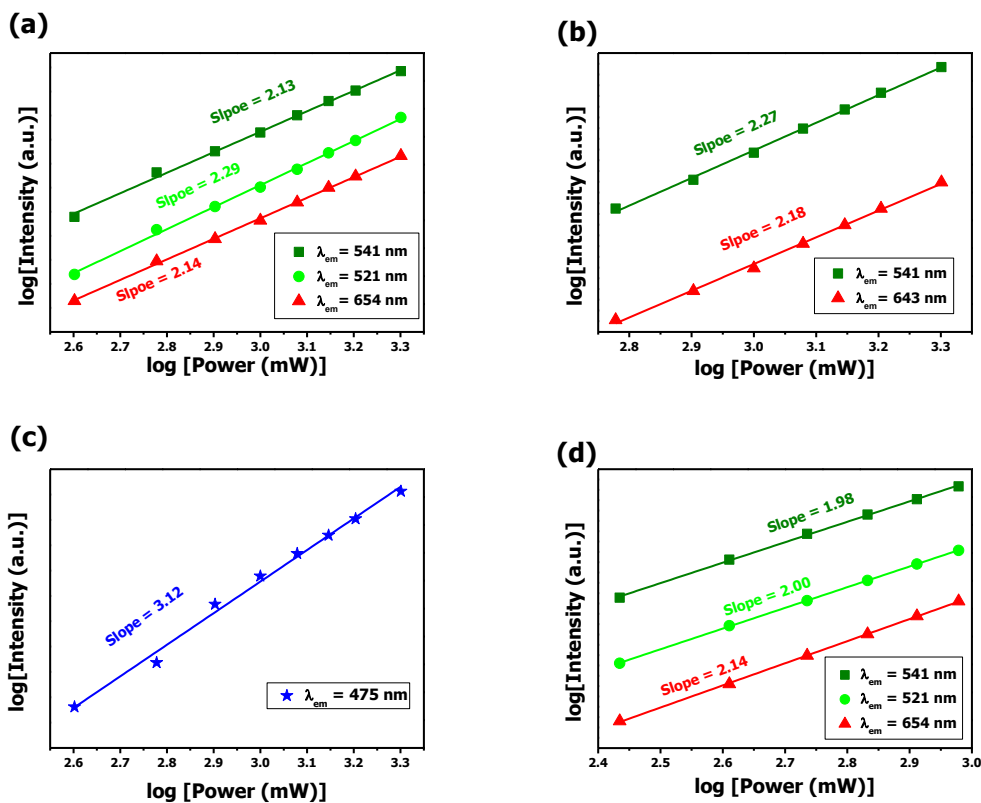 (a)
log[Intensity (a.u.)]
Slpoe = 2.13
Slpoe = 2.29
Slpoe = 2.14
λem = 541 nm
λem = 521 nm
λem = 654 nm
2.6 2.7 2.8 2.9 3.0 3.1 3.2 3.3
log [Power (mW)]
(b)
log[Intensity (a.u.)]
Slpoe = 2.27
Slpoe = 2.18
λem = 541 nm
λem = 643 nm
2.8 2.9 3.0 3.1 3.2 3.3
log [Power (mW)]
(c)
log[Intensity (a.u.)]
Slope = 3.12
λem = 475 nm
2.6 2.7 2.8 2.9 3.0 3.1 3.2 3.3
log [Power (mW)]
(d)
log[Intensity (a.u.)]
Slope = 1.98
Slope = 2.00
Slope = 2.14
λem = 541 nm
λem = 521 nm
λem = 654 nm
2.4 2.5 2.6 2.7 2.8 2.9 3.0
log [Power (mW)]